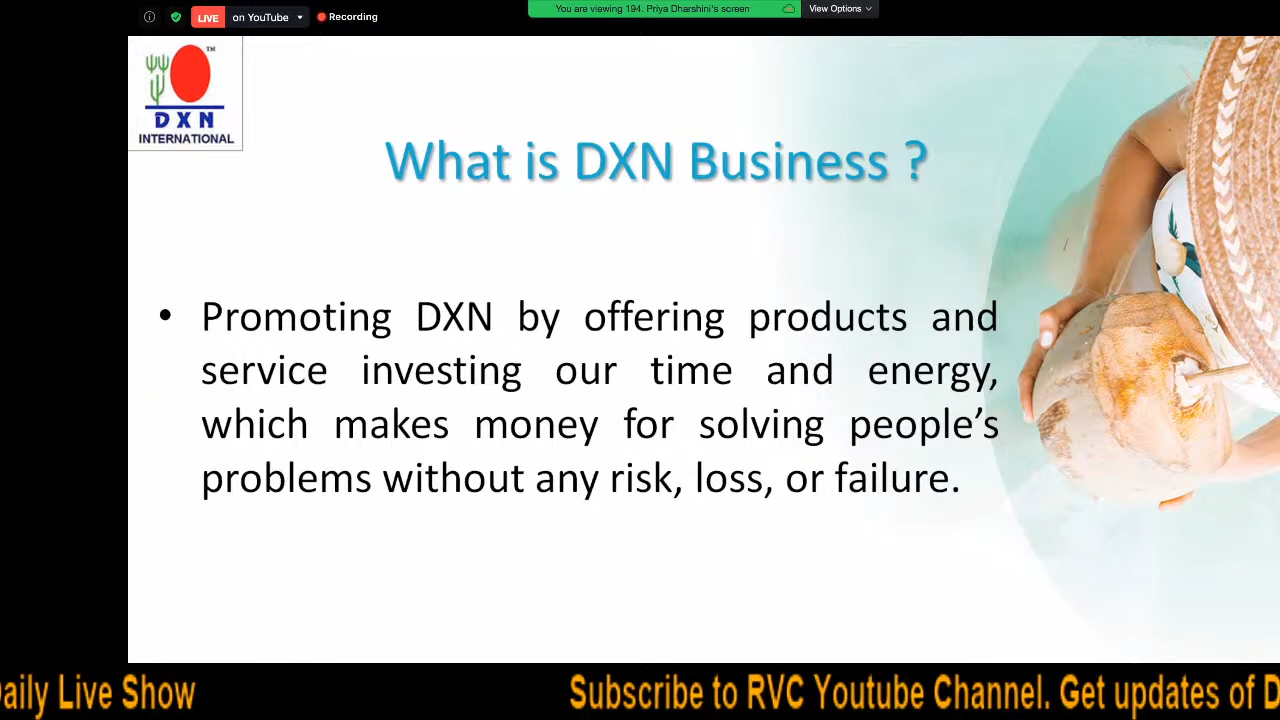 LIVE on YouTube Recording You are viewing 194. Priya Dharshini's screen View Options
TM
DXN
INTERNATIONAL
What is DXN Business ?
• Promoting DXN by offering products and
service investing our time and energy,
which makes money for solving people's
problems without any risk, loss, or failure.
Daily Live Show Subscribe to RVC Youtube Channel. Get updates of D